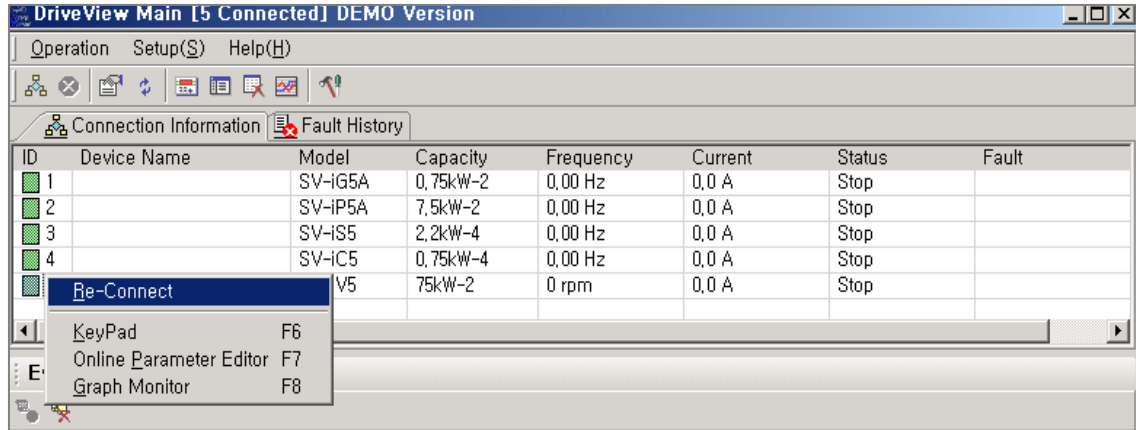 DriveView Main [5 Connected] DEMO Version
Operation Setup(S) Help(H)
Connection Information Fault History
ID Device Name Model Capacity Frequency Current Status Fault
1 SV-iG5A 0,75kW-2 0,00 Hz 0,0 A Stop
2 SV-iP5A 7,5kW-2 0,00 Hz 0,0 A Stop
3 SV-iS5 2,2kW-4 0,00 Hz 0,0 A Stop
4 SV-iC5 0,75kW-4 0,00 Hz 0,0 A Stop
V5 75kW-2 0 rpm 0,0 A Stop
Re-Connect
KeyPad F6
Online Parameter Editor F7
Graph Monitor F8